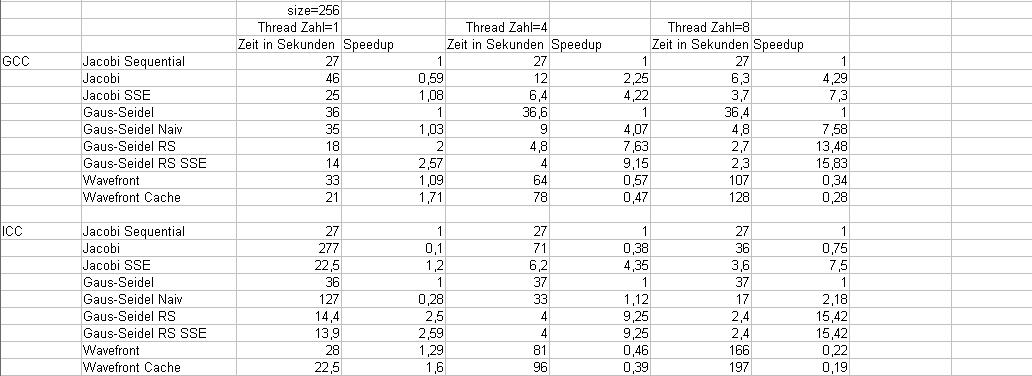 size=256
Thread Zahl=1 Thread Zahl=4 Thread Zahl=8
Zeit in Sekunden Speedup Zeit in Sekunden Speedup Zeit in Sekunden Speedup
GCC Jacobi Sequential 27 1 27 1 27 1
Jacobi 46 0,59 12 2,25 6,3 4,29
Jacobi SSE 25 1,08 6,4 4,22 3,7 7,3
Gaus-Seidel 36 1 36,6 1 36,4 1
Gaus-Seidel Naiv 35 1,03 9 4,07 4,8 7,58
Gaus-Seidel RS 18 2 4,8 7,63 2,7 13,48
Gaus-Seidel RS SSE 14 2,57 4 9,15 2,3 15,83
Wavefront 33 1,09 64 0,57 107 0,34
Wavefront Cache 21 1,71 78 0,47 128 0,28
ICC Jacobi Sequential 27 1 27 1 27 1
Jacobi 277 0,1 71 0,38 36 0,75
Jacobi SSE 22,5 1,2 6,2 4,35 3,6 7,5
Gaus-Seidel 36 1 37 1 37 1
Gaus-Seidel Naiv 127 0,28 33 1,12 17 2,18
Gaus-Seidel RS 14,4 2,5 4 9,25 2,4 15,42
Gaus-Seidel RS SSE 13,9 2,59 4 9,25 2,4 15,42
Wavefront 28 1,29 81 0,46 166 0,22
Wavefront Cache 22,5 1,6 96 0,39 197 0,19